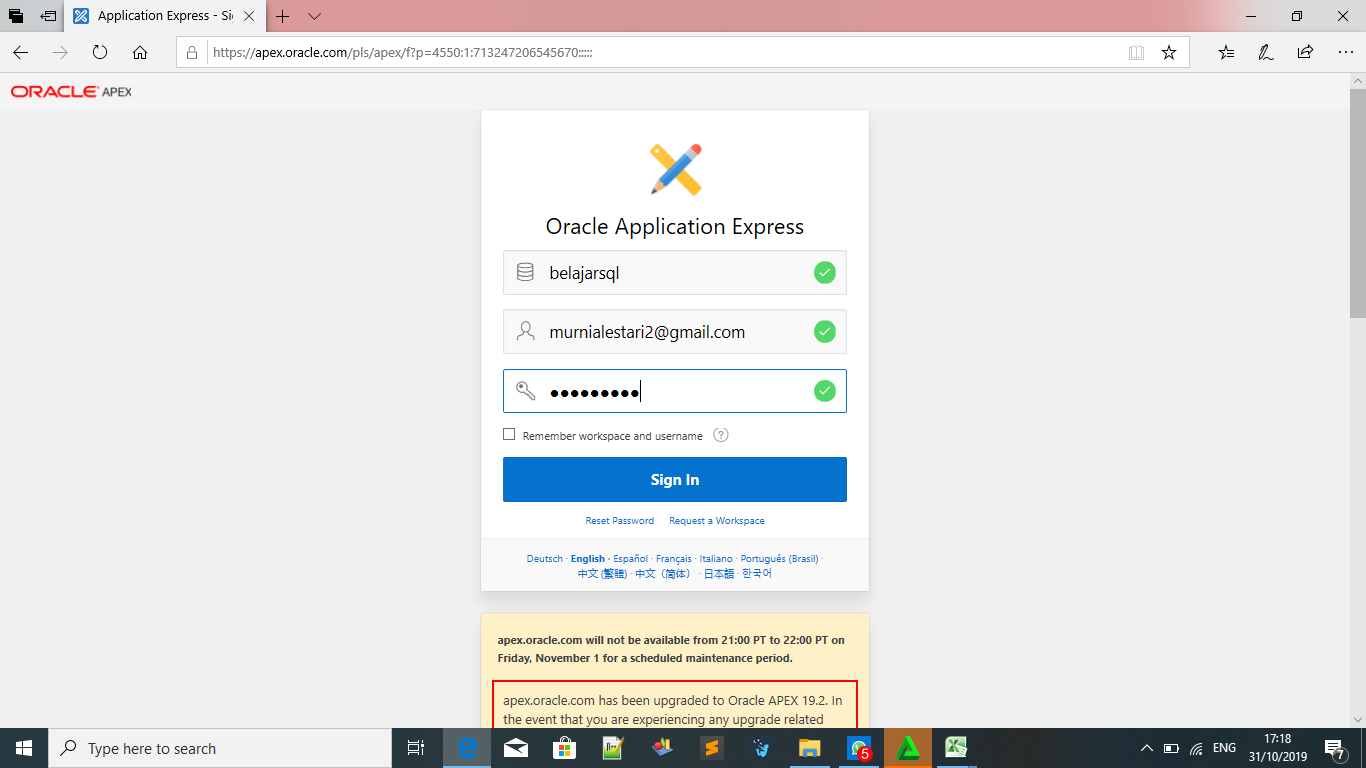 Application Express - Si
https://apex.oracle.com/pls/apex/f?p=4550:1:713247206545670:::::
ORACLE APEX
Oracle Application Express
belajarsql
murnialestari2@gmail.com
●●●●●●●●●
Remember workspace and username ?
Sign In
Reset Password Request a Workspace
Deutsch · English · Español · Français · Italiano · Português (Brasil) ·
中文 (繁體) · 中文（简体） · 日本語 · 한국어
apex.oracle.com will not be available from 21:00 PT to 22:00 PT on
Friday, November 1 for a scheduled maintenance period.
apex.oracle.com has been upgraded to Oracle APEX 19.2. In
the event that you are experiencing any upgrade related
Type here to search
5
ENG
17:18
31/10/2019
7